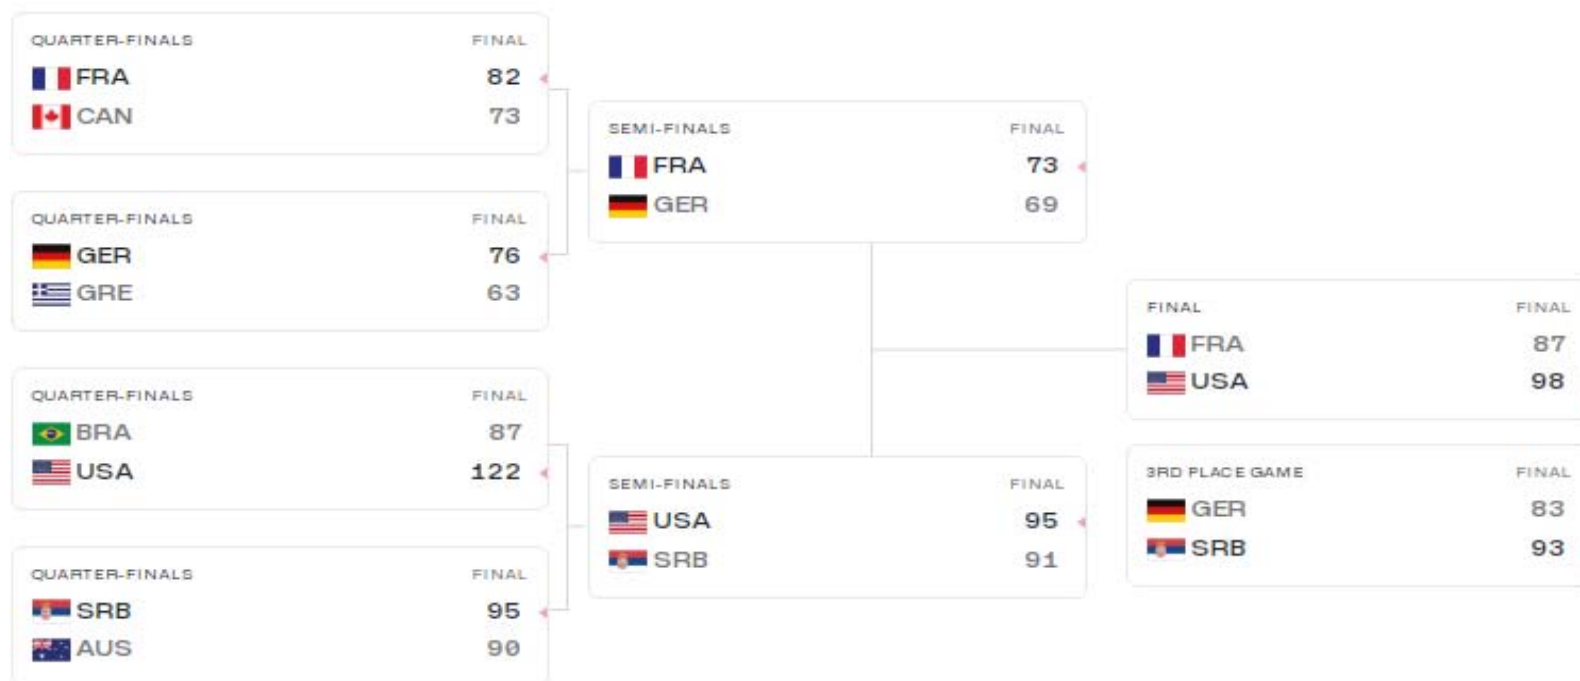 QUARTER-FINALS FINAL
FRA 82
CAN 73
QUARTER-FINALS FINAL
GER 76
GRE 63
QUARTER-FINALS FINAL
BRA 87
USA 122
QUARTER-FINALS FINAL
SRB 95
AUS 90
SEMI-FINALS FINAL
FRA 73
GER 69
SEMI-FINALS FINAL
USA 95
SRB 91
FINAL FINAL
FRA 87
USA 98
3RD PLACE GAME FINAL
GER 83
SRB 93